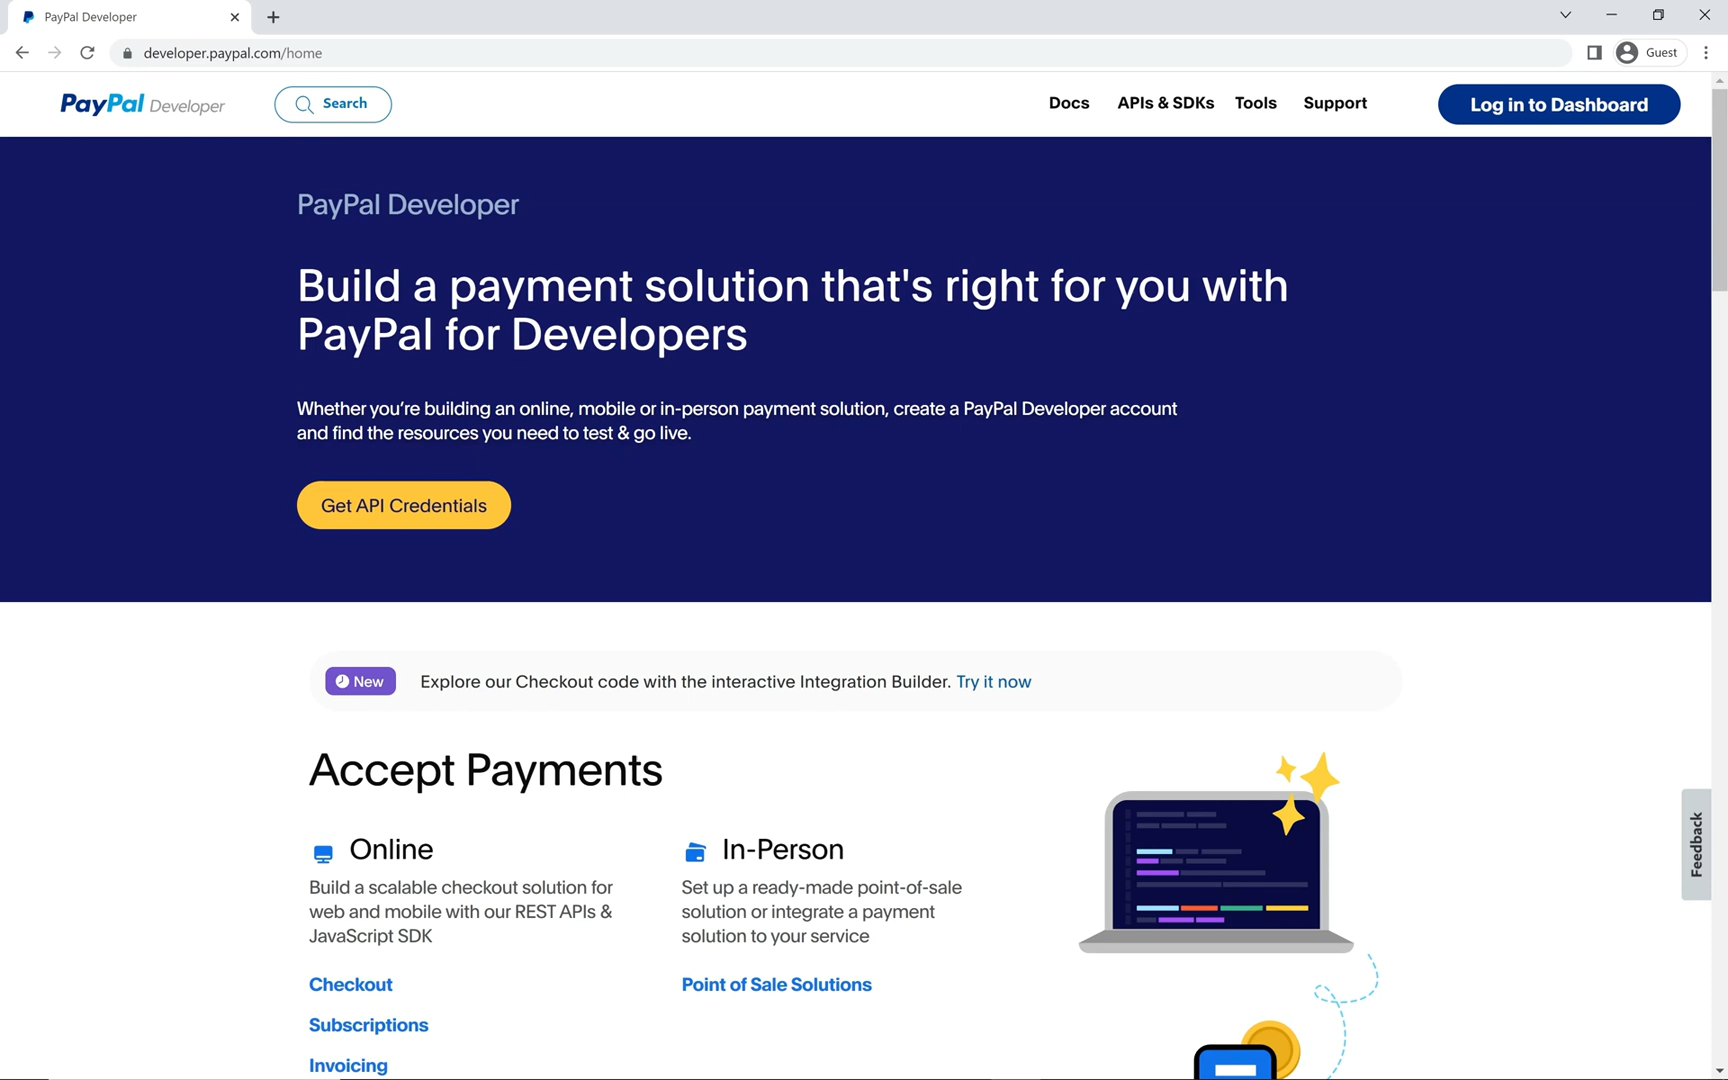 PayPal Developer
developer.paypal.com/home
Guest
PayPal Developer
Search
Docs
APIs & SDKs
Tools
Support
Log in to Dashboard
PayPal Developer
Build a payment solution that's right for you with
PayPal for Developers
Whether you’re building an online, mobile or in-person payment solution, create a PayPal Developer account
and find the resources you need to test & go live.
Get API Credentials
New
Explore our Checkout code with the interactive Integration Builder. Try it now
Accept Payments
Online
Build a scalable checkout solution for
web and mobile with our REST APIs &
JavaScript SDK
Checkout
Subscriptions
Invoicing
In-Person
Set up a ready-made point-of-sale
solution or integrate a payment
solution to your service
Point of Sale Solutions
Feedback